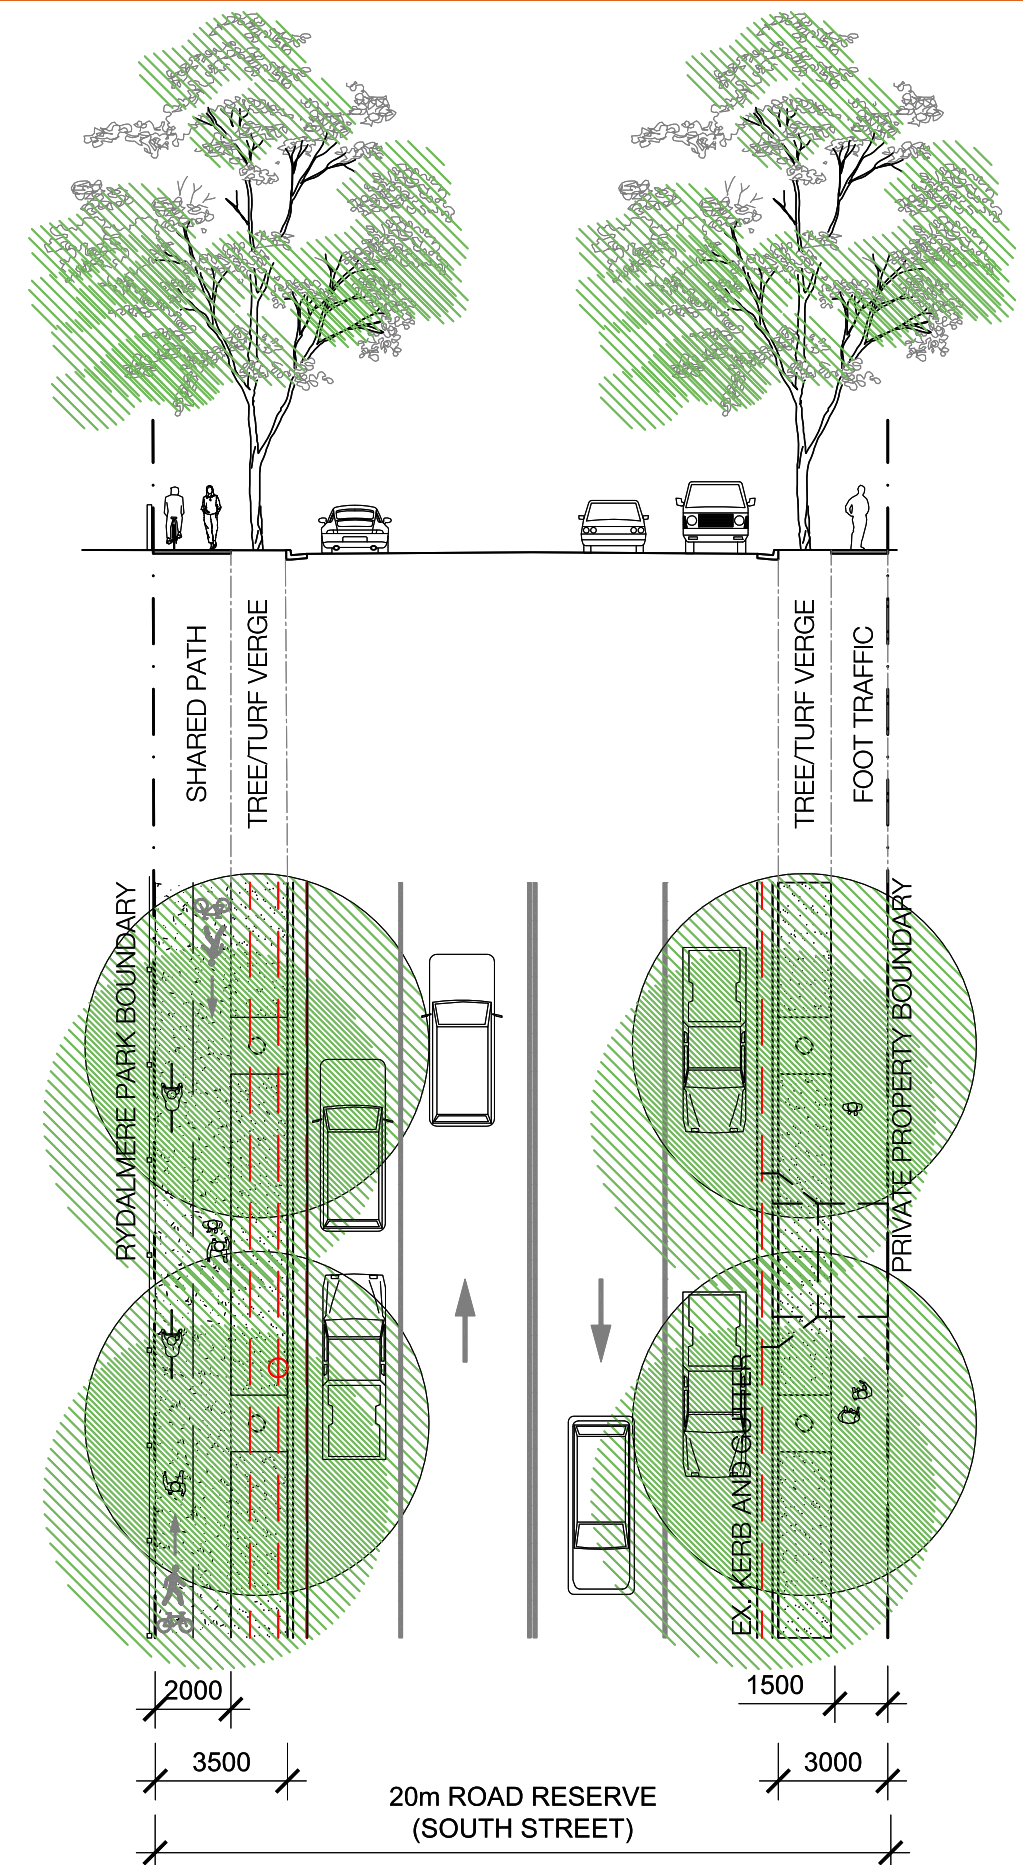 SHARED PATH
TREE/TURF VERGE
TREE/TURF VERGE
FOOT TRAFFIC
RYDALMERE PARK BOUNDARY
PRIVATE PROPERTY BOUNDARY
EX. KERB AND GUTTER
2000
1500
3500
3000
20m ROAD RESERVE
(SOUTH STREET)